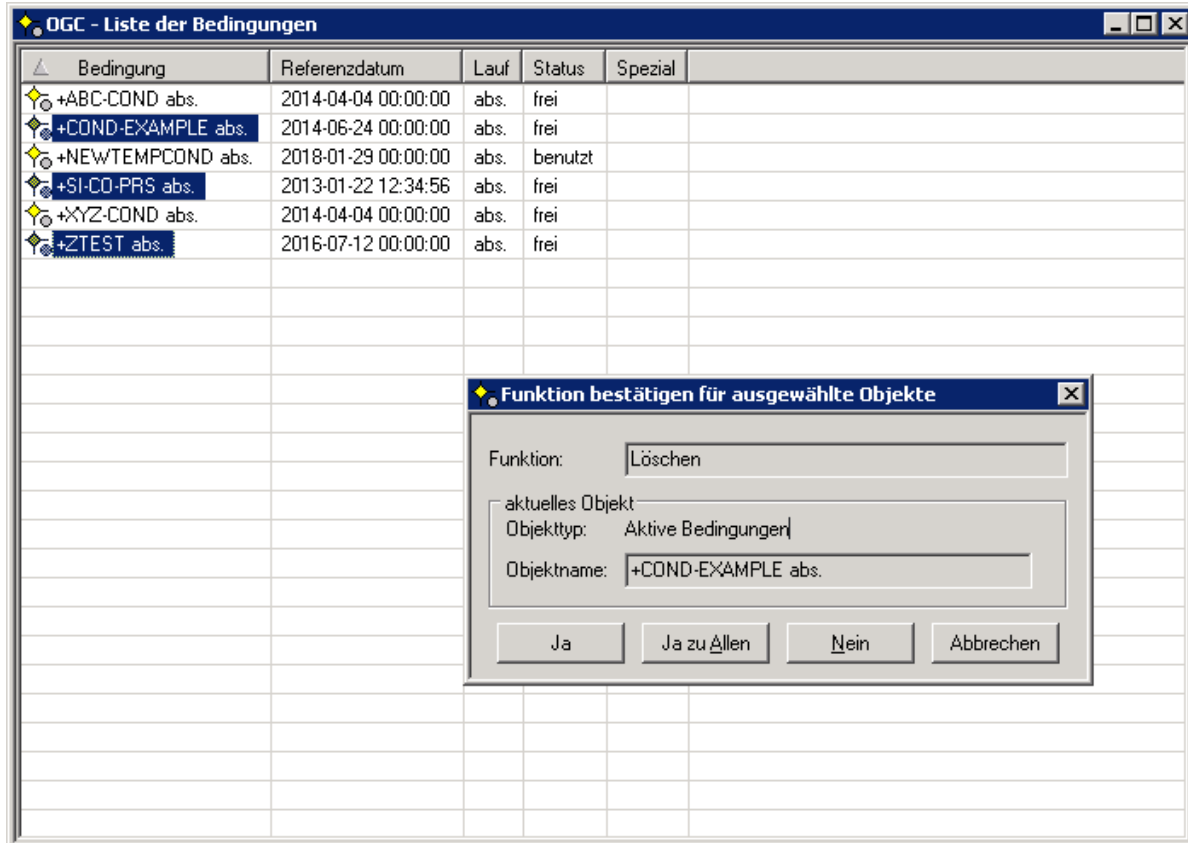 OGC - Liste der Bedingungen
Bedingung Referenzdatum Lauf Status Spezial
+ABC-COND abs. 2014-04-04 00:00:00 abs. frei
+COND-EXAMPLE abs. 2014-06-24 00:00:00 abs. frei
+NEWTEMPCOND abs. 2018-01-29 00:00:00 abs. benutzt
+SI-CO-PRS abs. 2013-01-22 12:34:56 abs. frei
+XYZ-COND abs. 2014-04-04 00:00:00 abs. frei
+ZTEST abs. 2016-07-12 00:00:00 abs. frei
Funktion bestätigen für ausgewählte Objekte
Funktion: Löschen
aktuelles Objekt
Objekttyp: Aktive Bedingungen
Objektname: +COND-EXAMPLE abs.
Ja Ja zu Allen Nein Abbrechen